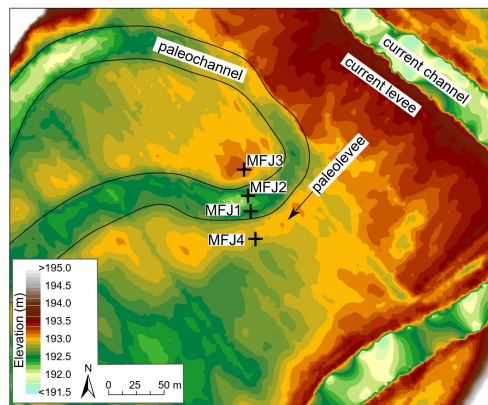 paleochannel
current channel
current levee
MFJ3
paleolevee
MFJ2
MFJ1
MFJ4
Elevation (m)
>195.0
194.5
194.0
193.5
193.0
192.5
192.0
<191.5
N
0 25 50 m